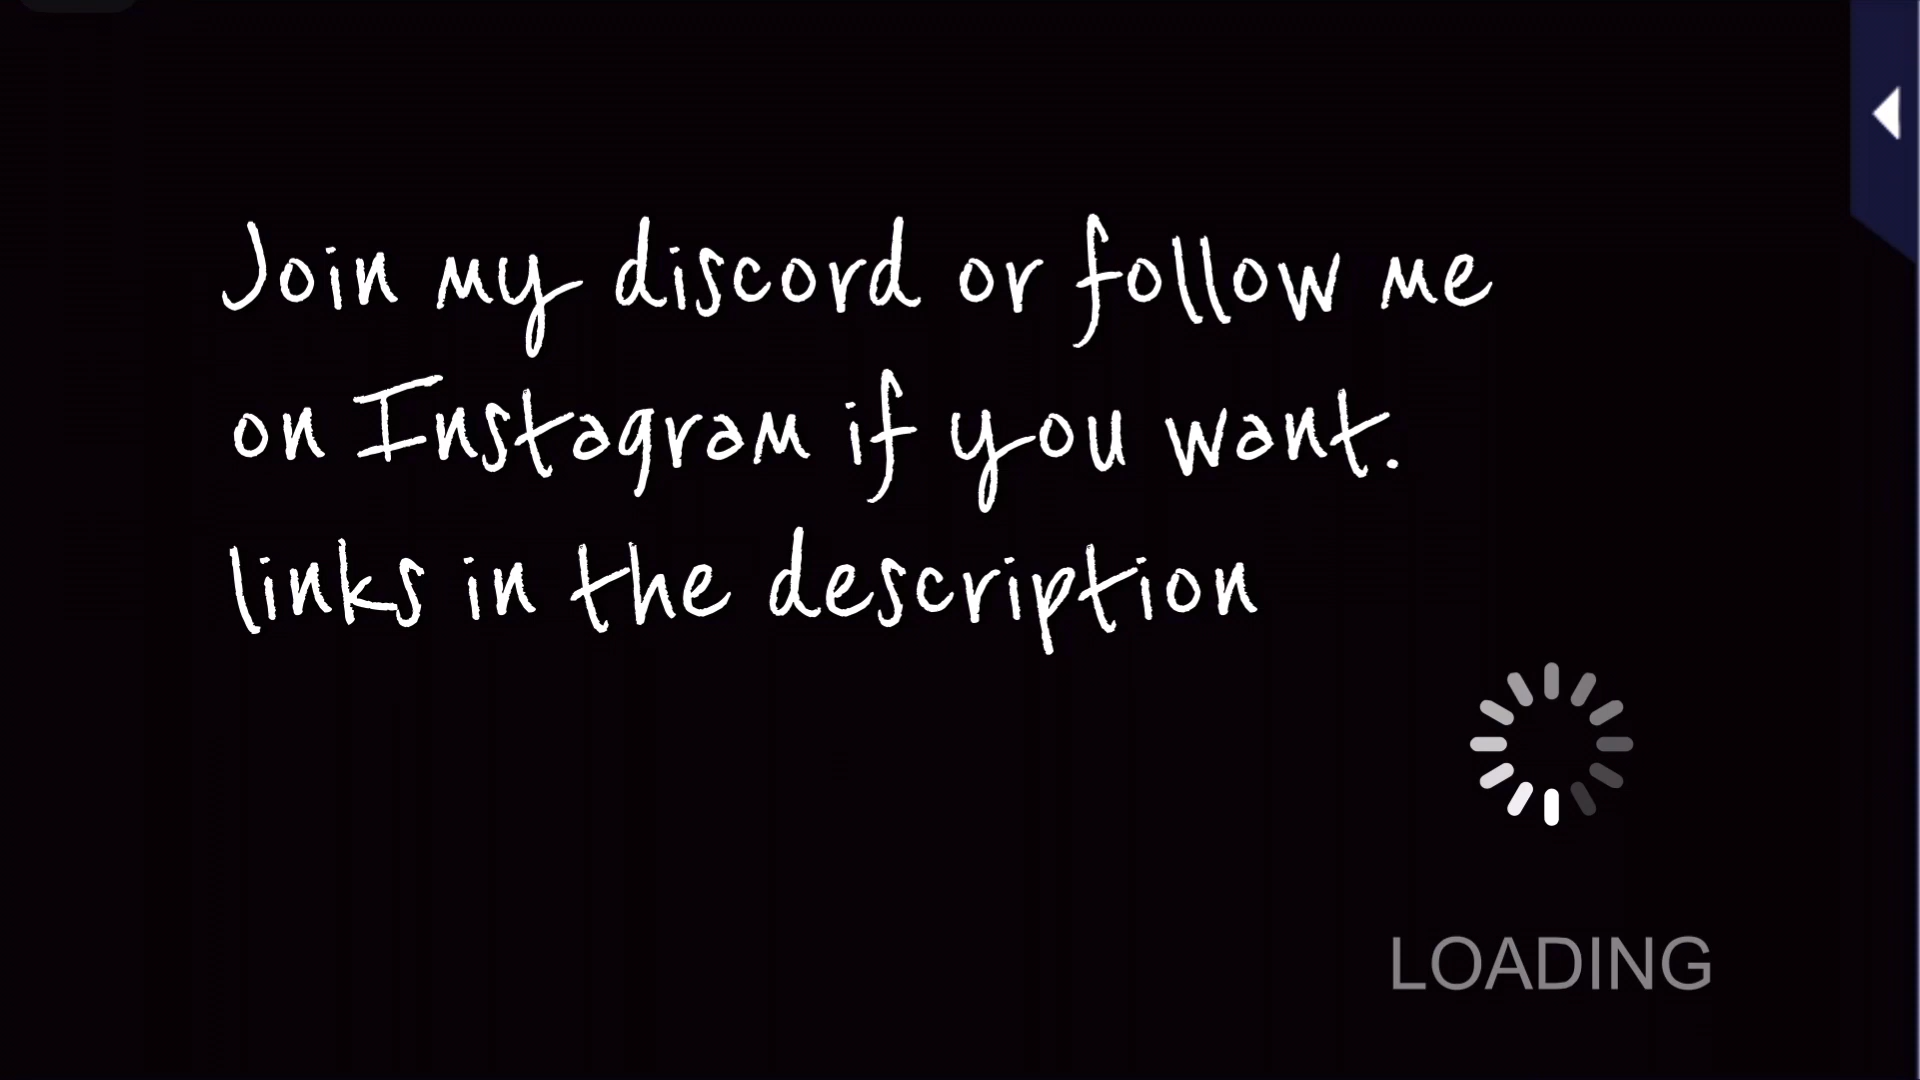 Join my discord or follow me
on Instagram if you want.
links in the description
LOADING